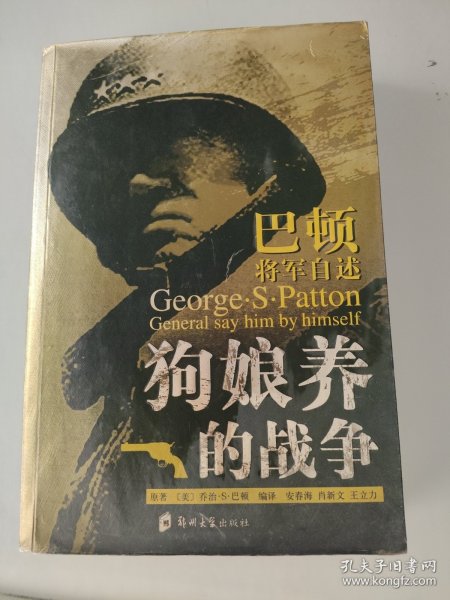 巴顿
将军自述
George·S·Patton
General say him by himself
狗娘养
的战争
原著 〔美〕乔治·S·巴顿 编译 安春海 肖新文 王立力
郑州大学出版社
孔夫子旧书网
www.kongfz.com